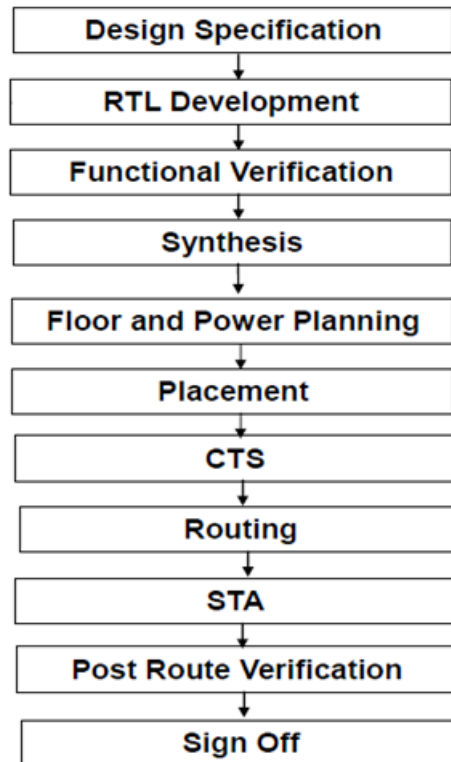 Design Specification
RTL Development
Functional Verification
Synthesis
Floor and Power Planning
Placement
CTS
Routing
STA
Post Route Verification
Sign Off